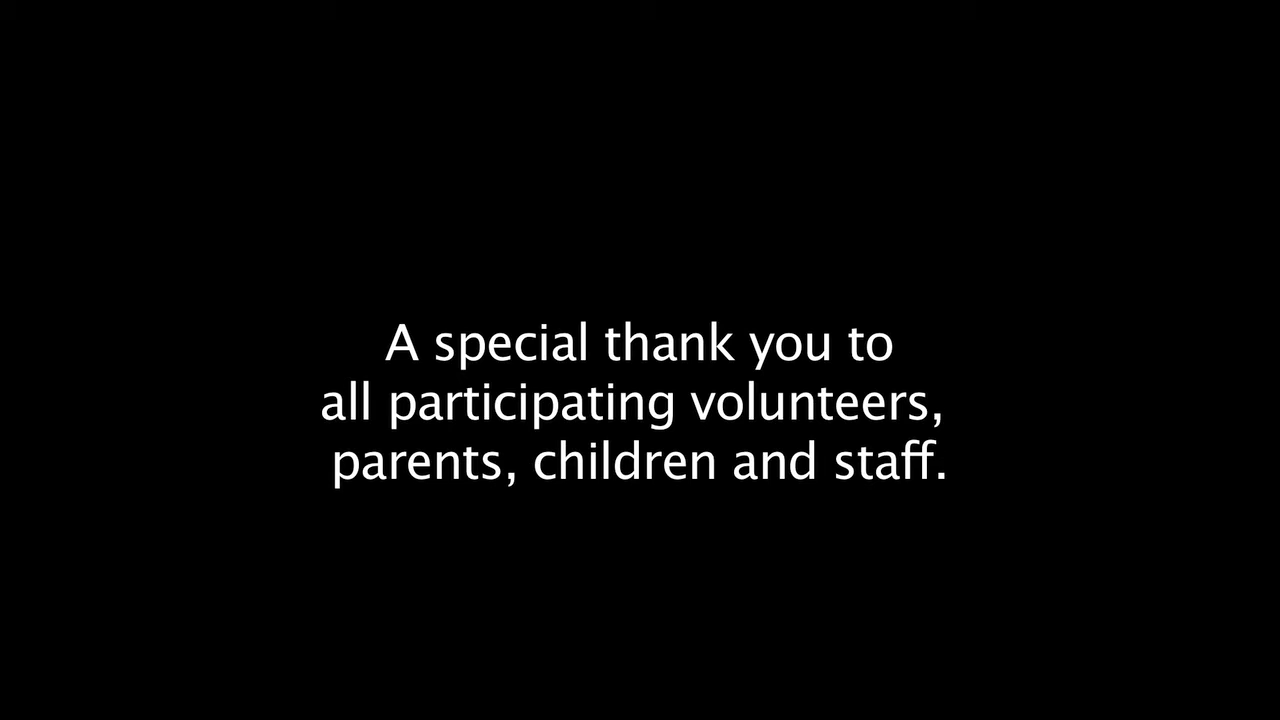 A special thank you to
all participating volunteers,
parents, children and staff.